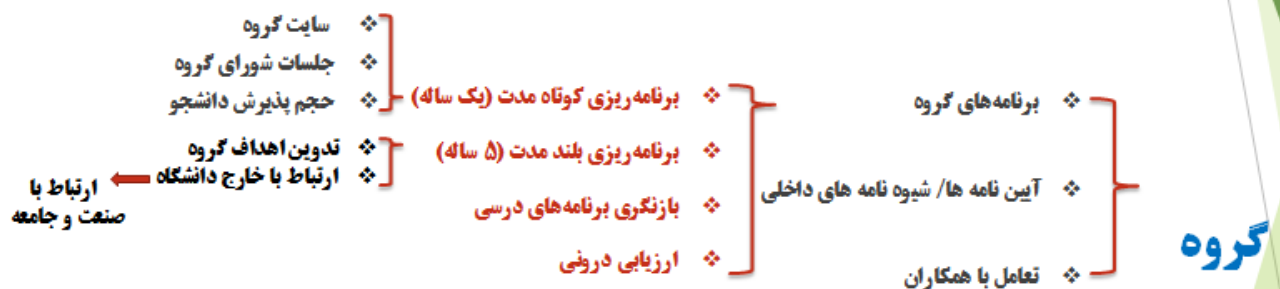 گروه
برنامه‌های گروه
آیین نامه ها/ شیوه نامه های داخلی
تعامل با همکاران
برنامه‌ریزی کوتاه مدت (یک ساله)
برنامه‌ریزی بلند مدت (۵ ساله)
بازنگری برنامه‌های درسی
ارزیابی درونی
سایت گروه
جلسات شورای گروه
حجم پذیرش دانشجو
تدوین اهداف گروه
ارتباط با خارج دانشگاه
ارتباط با
صنعت و جامعه